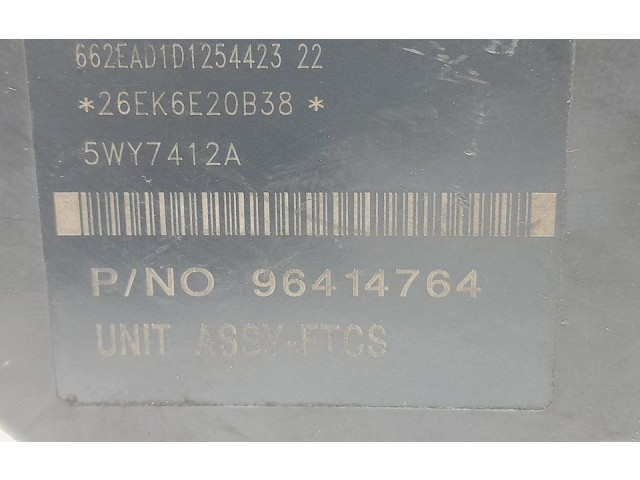 662EAD1D1254423 22
*26EK6E20B38 *
5WY7412A
P/NO 96414764
UNIT ASSY-FTCS